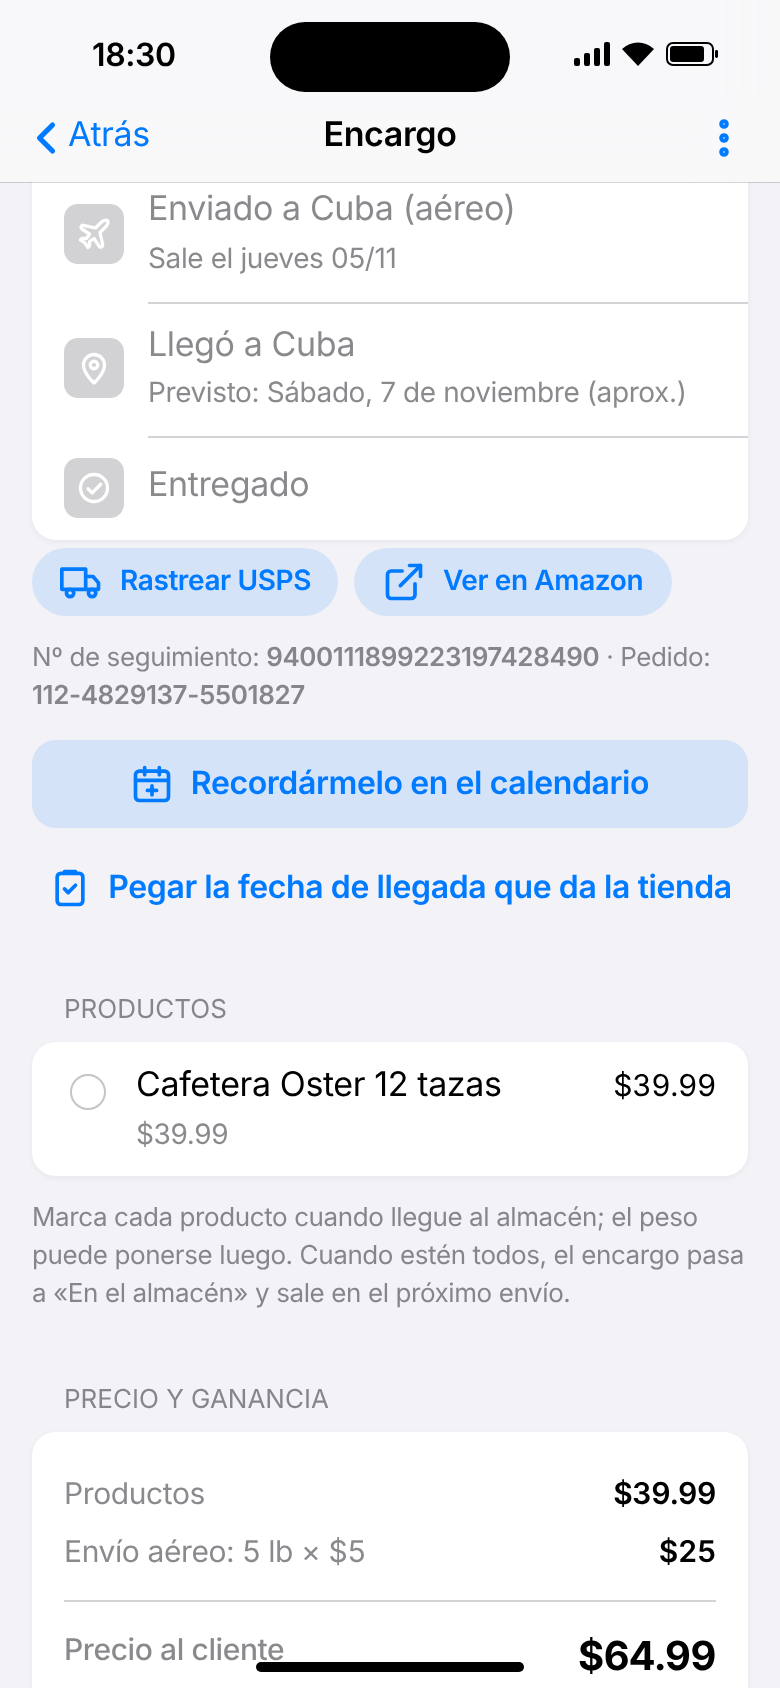 18:30
Atrás
Encargo
Enviado a Cuba (aéreo)
Sale el jueves 05/11
Llegó a Cuba
Previsto: Sábado, 7 de noviembre (aprox.)
Entregado
Rastrear USPS
Ver en Amazon
Nº de seguimiento: 9400111899223197428490 · Pedido:
112-4829137-5501827
Recordármelo en el calendario
Pegar la fecha de llegada que da la tienda
PRODUCTOS
Cafetera Oster 12 tazas $39.99
$39.99
Marca cada producto cuando llegue al almacén; el peso
puede ponerse luego. Cuando estén todos, el encargo pasa
a «En el almacén» y sale en el próximo envío.
PRECIO Y GANANCIA
Productos $39.99
Envío aéreo: 5 lb × $5 $25
Precio al cliente $64.99